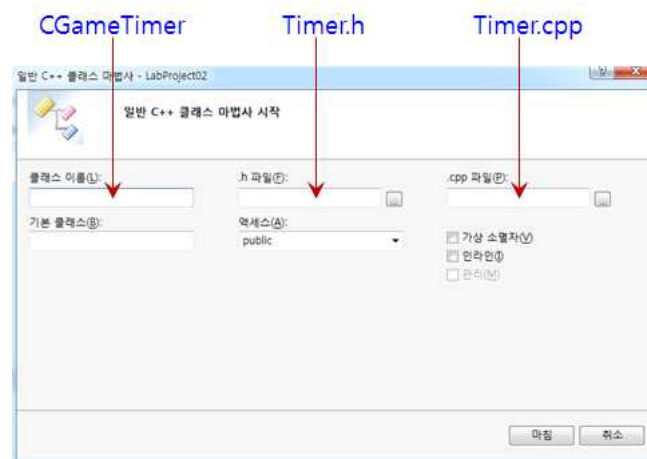 CGameTimer Timer.h Timer.cpp
일반 C++ 클래스 마법사 - LabProject02
일반 C++ 클래스 마법사 시작
클래스 이름(L): .h 파일(F): .cpp 파일(P):
기본 클래스(B): 액세스(A):
public
가상 소멸자(V)
인라인(I)
관리(M)
마침 취소